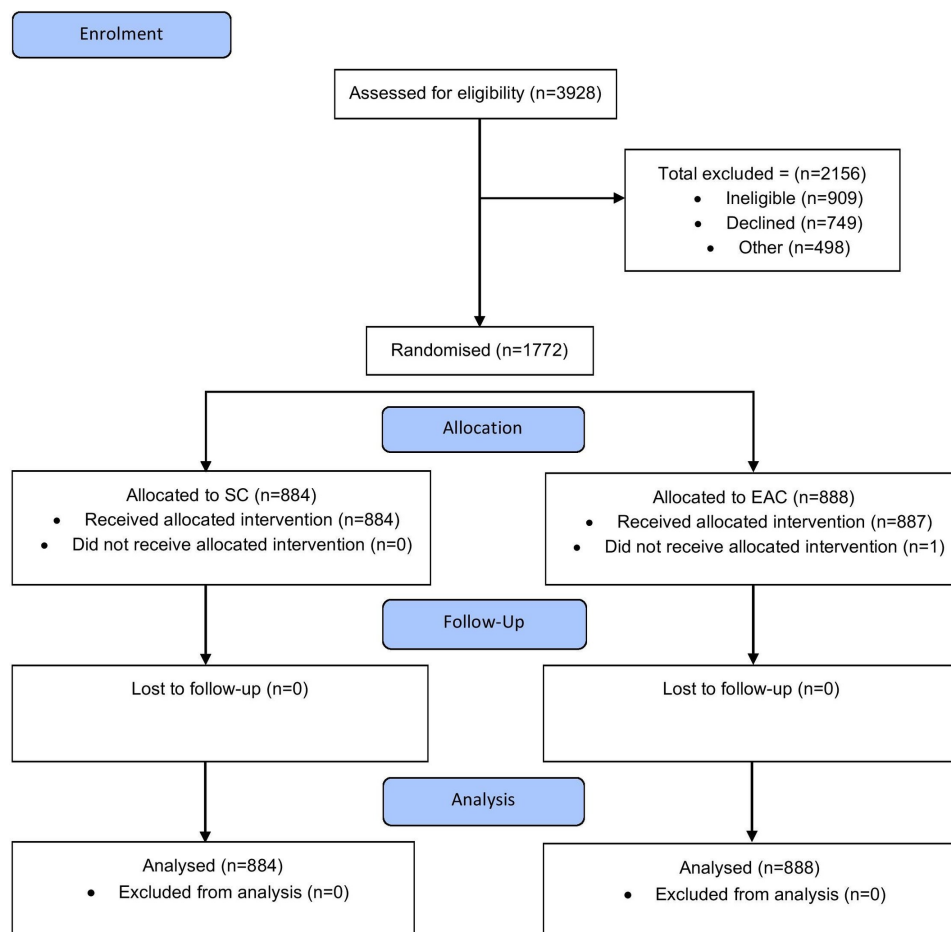 Enrolment
Assessed for eligibility (n=3928)
Total excluded = (n=2156)
• Ineligible (n=909)
• Declined (n=749)
• Other (n=498)
Randomised (n=1772)
Allocation
Allocated to SC (n=884)
• Received allocated intervention (n=884)
• Did not receive allocated intervention (n=0)
Allocated to EAC (n=888)
• Received allocated intervention (n=887)
• Did not receive allocated intervention (n=1)
Follow-Up
Lost to follow-up (n=0)
Lost to follow-up (n=0)
Analysis
Analysed (n=884)
• Excluded from analysis (n=0)
Analysed (n=888)
• Excluded from analysis (n=0)